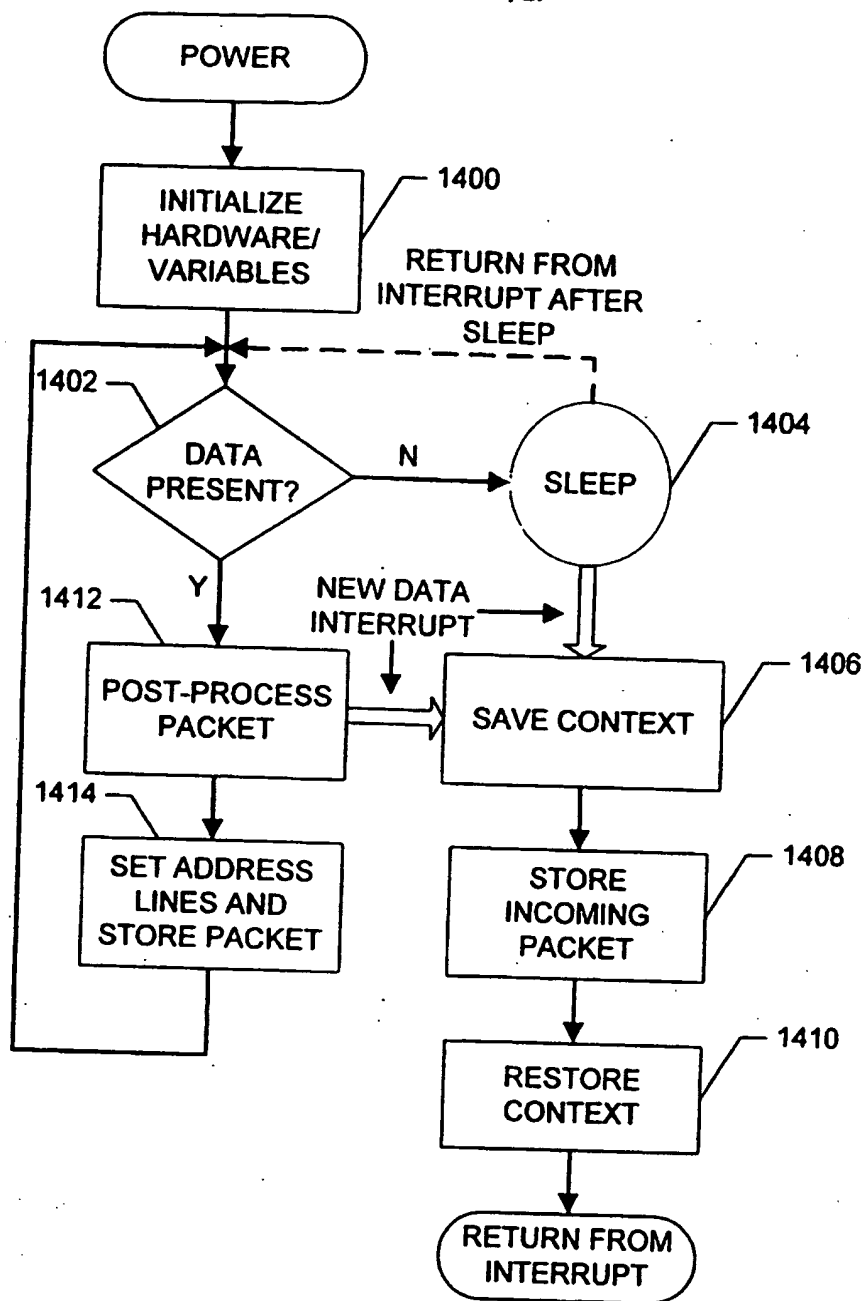 POWER
1400
INITIALIZE
HARDWARE/
VARIABLES
RETURN FROM
INTERRUPT AFTER
SLEEP
1402
DATA
PRESENT?
N
SLEEP
1404
Y
NEW DATA
INTERRUPT
1412
POST-PROCESS
PACKET
SAVE CONTEXT
1406
1414
SET ADDRESS
LINES AND
STORE PACKET
STORE
INCOMING
PACKET
1408
RESTORE
CONTEXT
1410
RETURN FROM
INTERRUPT